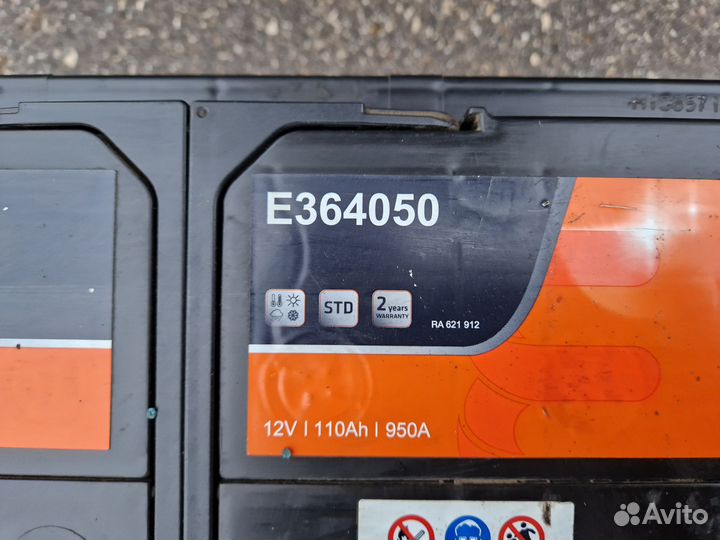 E364050
STD
2 years
WARRANTY
RA 621 912
12V | 110Ah | 950A
Avito